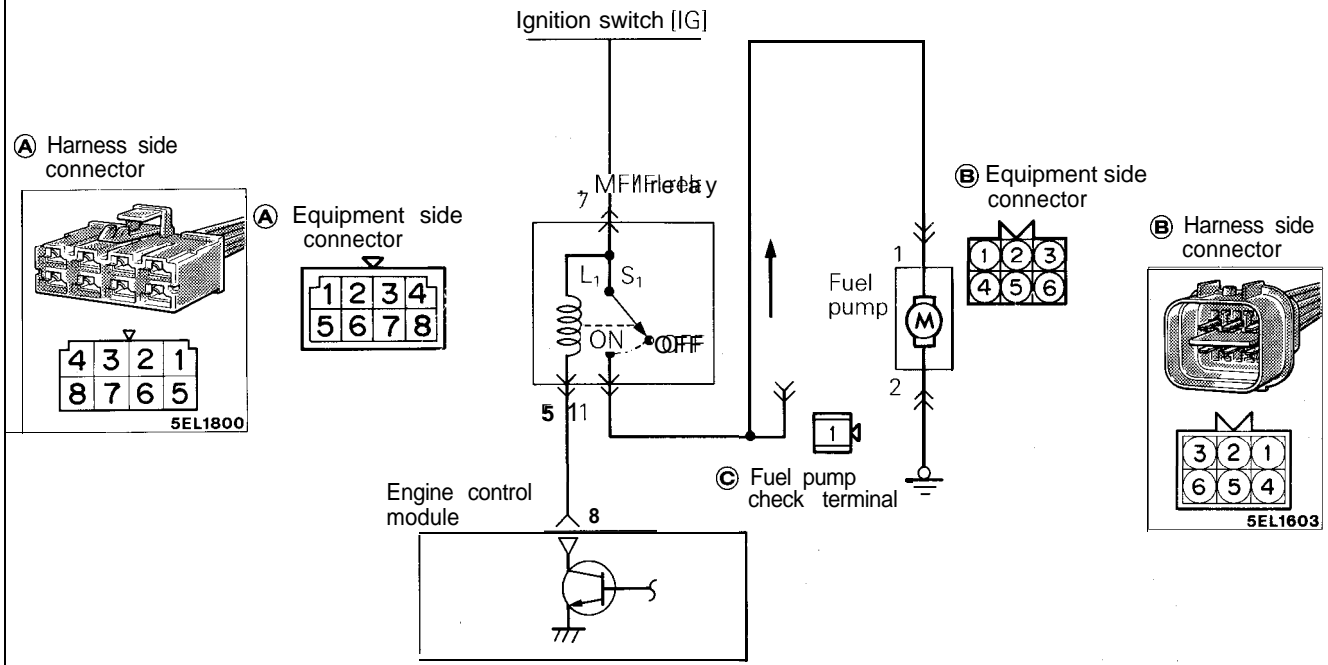 Ignition switch [IG]
Ⓐ Harness side
connector
4 3 2 1
8 7 6 5
5EL1800
Ⓐ Equipment side
connector
1 2 3 4
5 6 7 8
7
relay
L₁ S₁
ON
OFF
5
8
Engine control
module
Fuel
pump
1
M
2
1
Ⓒ Fuel pump
check terminal
Ⓑ Equipment side
connector
1 2 3
4 5 6
Ⓑ Harness side
connector
3 2 1
6 5 4
5EL1603